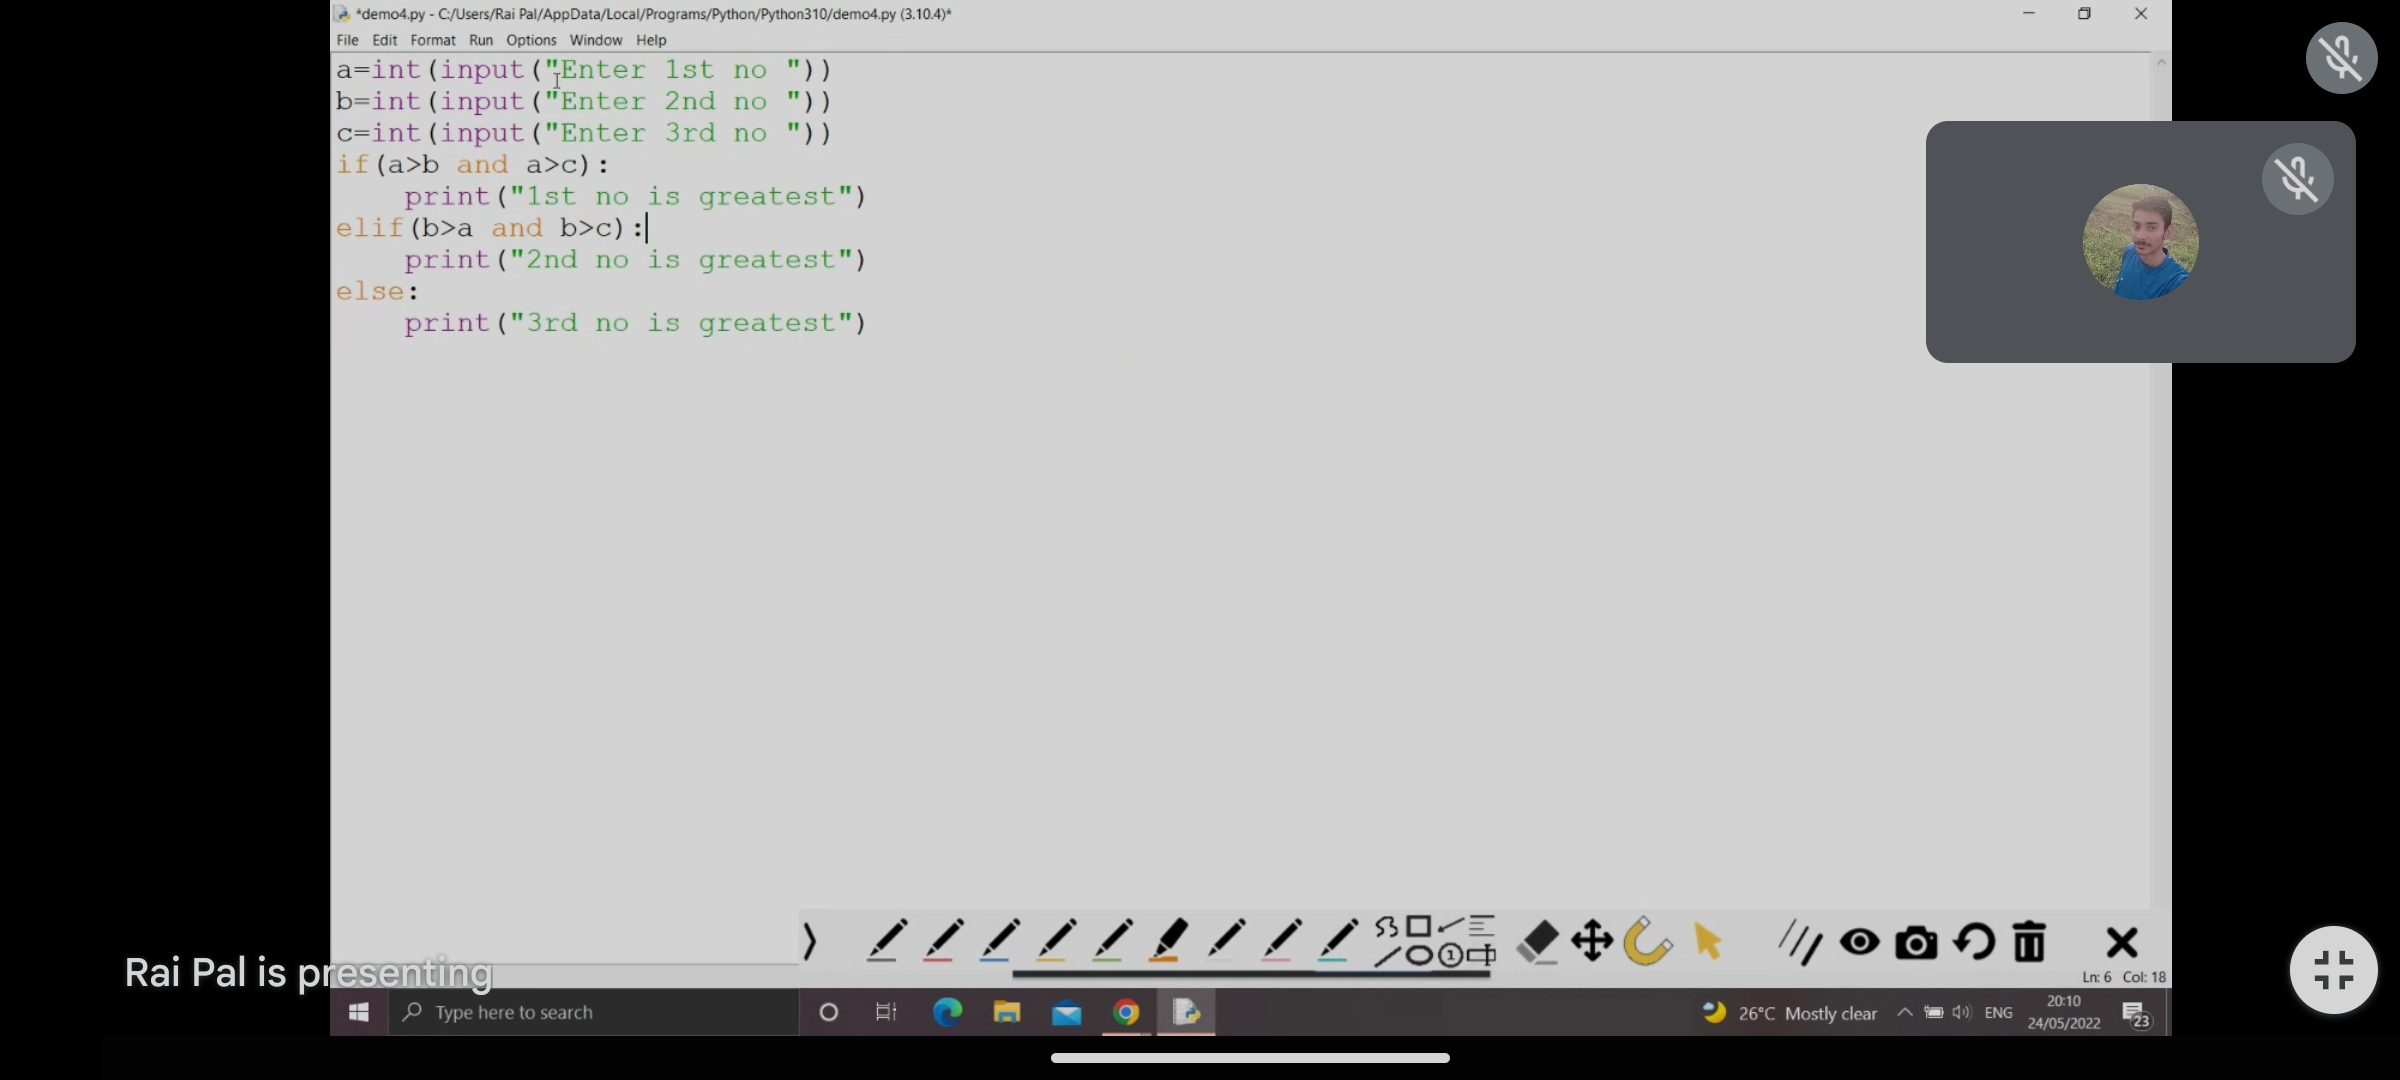 *demo4.py - C:/Users/Rai Pal/AppData/Local/Programs/Python/Python310/demo4.py (3.10.4)*
File Edit Format Run Options Window Help
a=int(input("Enter 1st no "))
b=int(input("Enter 2nd no "))
c=int(input("Enter 3rd no "))
if(a>b and a>c):
    print("1st no is greatest")
elif(b>a and b>c):
    print("2nd no is greatest")
else:
    print("3rd no is greatest")
Rai Pal is presenting
Ln: 6 Col: 18
Type here to search
26°C Mostly clear
ENG
20:10
24/05/2022
23